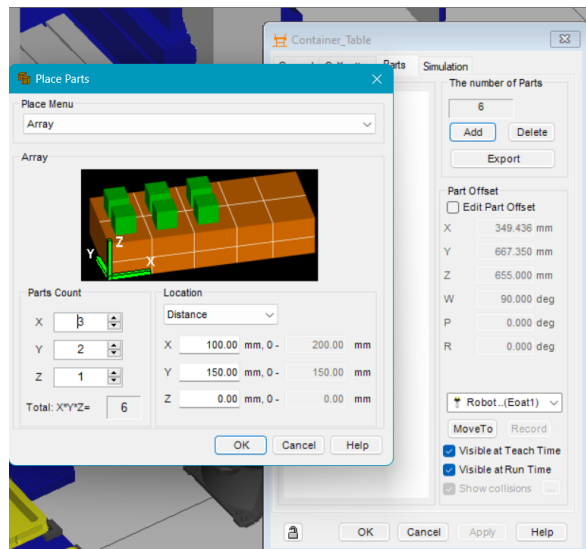 Container_Table
Parts
Simulation
Place Parts
Place Menu
Array
Array
Z
Y
X
Parts Count
X 3
Y 2
Z 1
Total: X*Y*Z= 6
Location
Distance
X 100.00 mm, 0 - 200.00 mm
Y 150.00 mm, 0 - 150.00 mm
Z 0.00 mm, 0 - 0.00 mm
OK Cancel Help
The number of Parts
6
Add Delete
Export
Part Offset
Edit Part Offset
X 349.436 mm
Y 667.350 mm
Z 655.000 mm
W 90.000 deg
P 0.000 deg
R 0.000 deg
Robot..(Eoat1)
MoveTo Record
Visible at Teach Time
Visible at Run Time
Show collisions ...
OK Cancel Apply Help